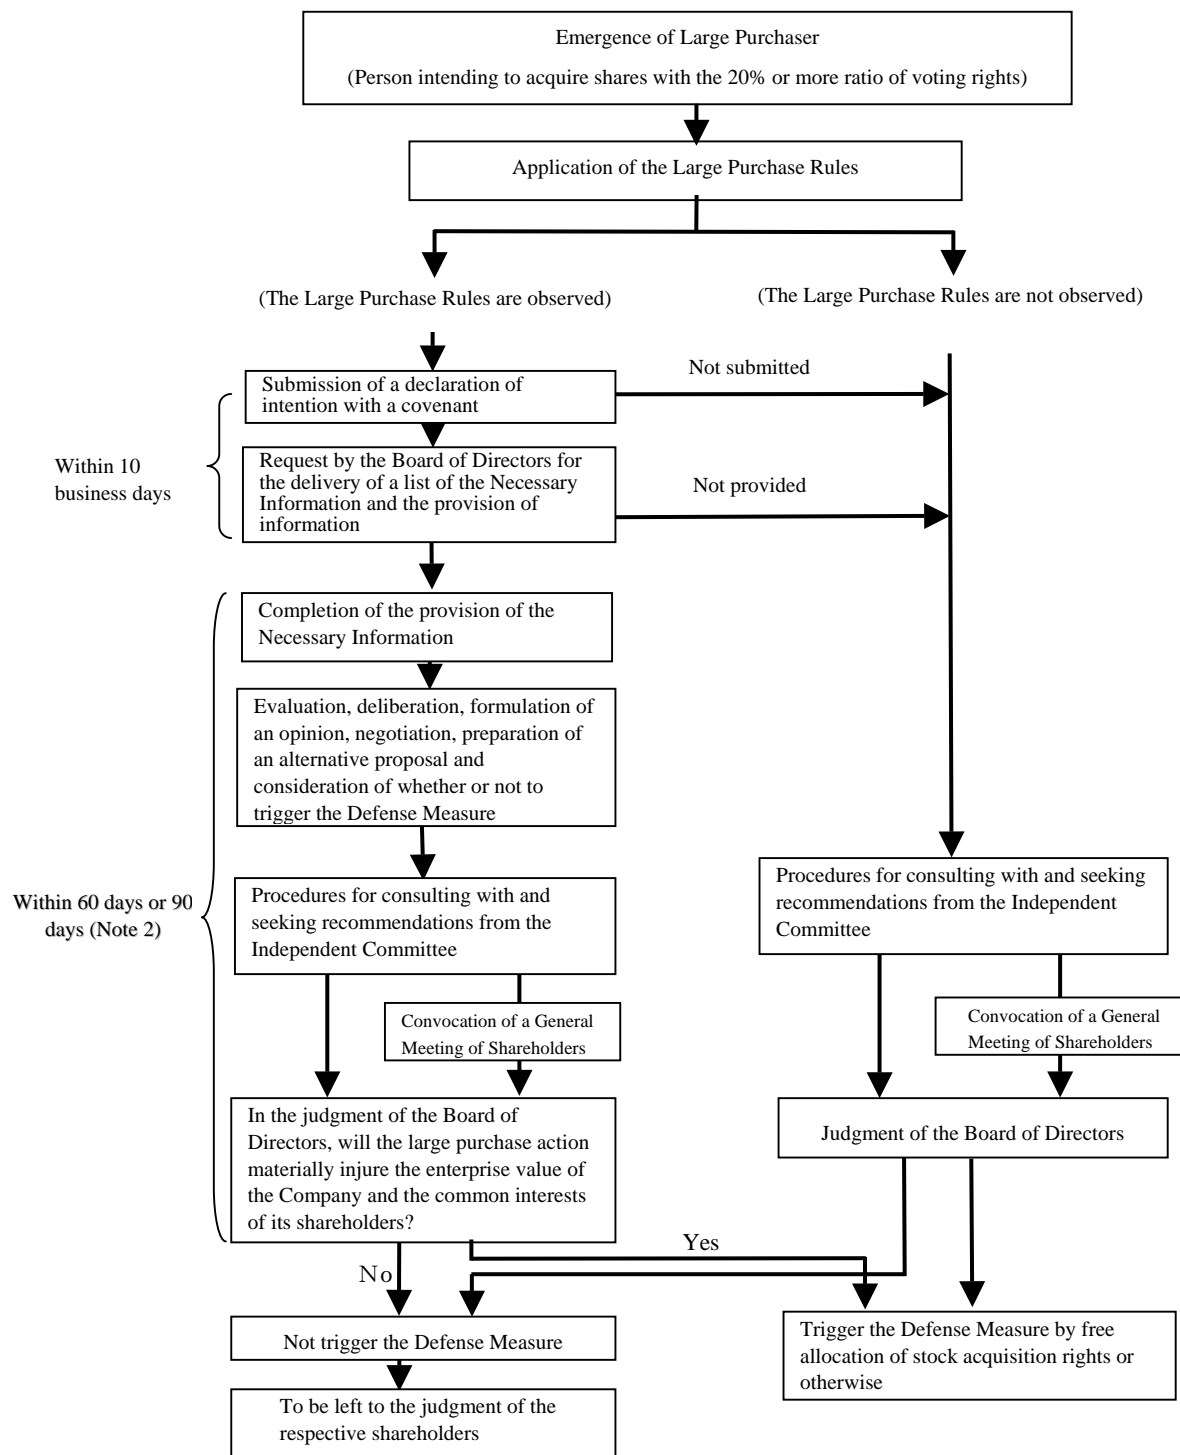 Emergence of Large Purchaser
(Person intending to acquire shares with the 20% or more ratio of voting rights)
Application of the Large Purchase Rules
(The Large Purchase Rules are observed)
(The Large Purchase Rules are not observed)
Submission of a declaration of
intention with a covenant
Not submitted
Within 10
business days
Request by the Board of Directors for
the delivery of a list of the Necessary
Information and the provision of
information
Not provided
Completion of the provision of the
Necessary Information
Evaluation, deliberation, formulation of
an opinion, negotiation, preparation of
an alternative proposal and
consideration of whether or not to
trigger the Defense Measure
Within 60 days or 90
days (Note 2)
Procedures for consulting with and
seeking recommendations from the
Independent Committee
Procedures for consulting with and seeking
recommendations from the Independent
Committee
Convocation of a General
Meeting of Shareholders
Convocation of a General
Meeting of Shareholders
In the judgment of the Board of
Directors, will the large purchase action
materially injure the enterprise value of
the Company and the common interests
of its shareholders?
Judgment of the Board of Directors
Yes
No
Not trigger the Defense Measure
Trigger the Defense Measure by free
allocation of stock acquisition rights or
otherwise
To be left to the judgment of the
respective shareholders